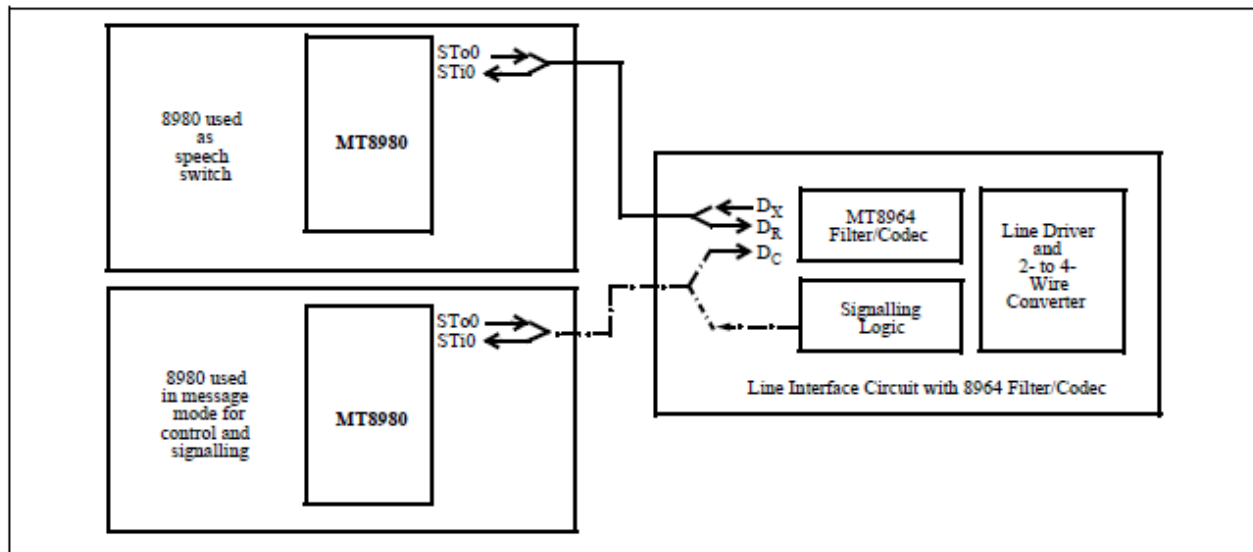 STo0
STi0
8980 used
as
speech
switch
MT8980
DX
DR
DC
MT8964
Filter/Codec
Line Driver
and
2- to 4-
Wire
Converter
Signalling
Logic
Line Interface Circuit with 8964 Filter/Codec
STo0
STi0
8980 used
in message
mode for
control and
signalling
MT8980